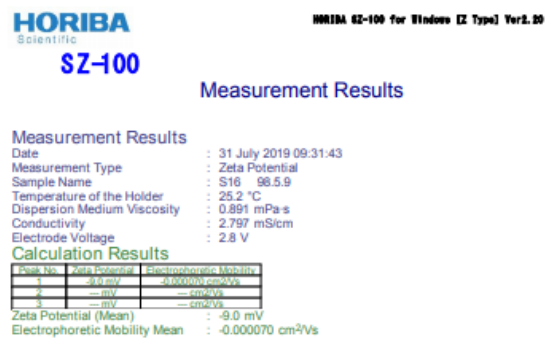 HORIBA
Scientific
HORIBA SZ-100 for Windows [Z Type] Ver2.20
SZ-100
Measurement Results
Measurement Results
Date : 31 July 2019 09:31:43
Measurement Type : Zeta Potential
Sample Name : S16 98.5.9
Temperature of the Holder : 25.2 °C
Dispersion Medium Viscosity : 0.891 mPa·s
Conductivity : 2.797 mS/cm
Electrode Voltage : 2.8 V
Calculation Results
Peak No. Zeta Potential Electrophoretic Mobility
1 -9.0 mV -0.000070 cm2/Vs
2 --- mV --- cm2/Vs
3 --- mV --- cm2/Vs
Zeta Potential (Mean) : -9.0 mV
Electrophoretic Mobility Mean : -0.000070 cm²/Vs